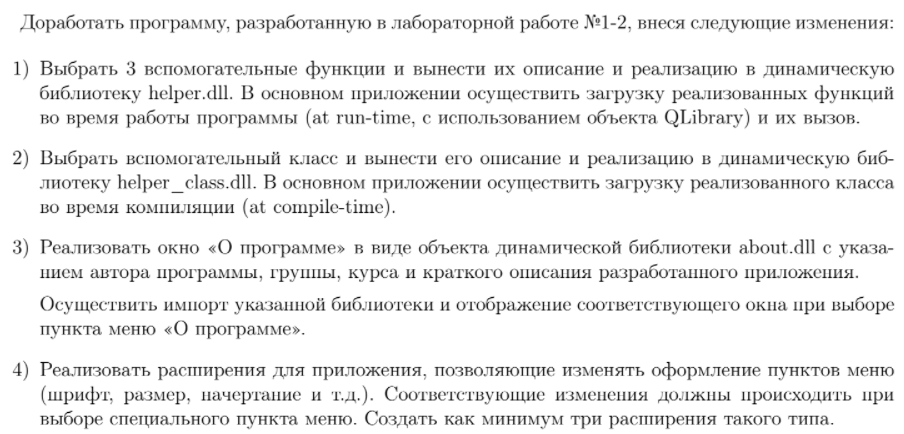 Доработать программу, разработанную в лабораторной работе №1-2, внеся следующие изменения:
1) Выбрать 3 вспомогательные функции и вынести их описание и реализацию в динамическую
библиотеку helper.dll. В основном приложении осуществить загрузку реализованных функций
во время работы программы (at run-time, с использованием объекта QLibrary) и их вызов.
2) Выбрать вспомогательный класс и вынести его описание и реализацию в динамическую биб-
лиотеку helper_class.dll. В основном приложении осуществить загрузку реализованного класса
во время компиляции (at compile-time).
3) Реализовать окно «О программе» в виде объекта динамической библиотеки about.dll с указа-
нием автора программы, группы, курса и краткого описания разработанного приложения.
Осуществить импорт указанной библиотеки и отображение соответствующего окна при выборе
пункта меню «О программе».
4) Реализовать расширения для приложения, позволяющие изменять оформление пунктов меню
(шрифт, размер, начертание и т.д.). Соответствующие изменения должны происходить при
выборе специального пункта меню. Создать как минимум три расширения такого типа.